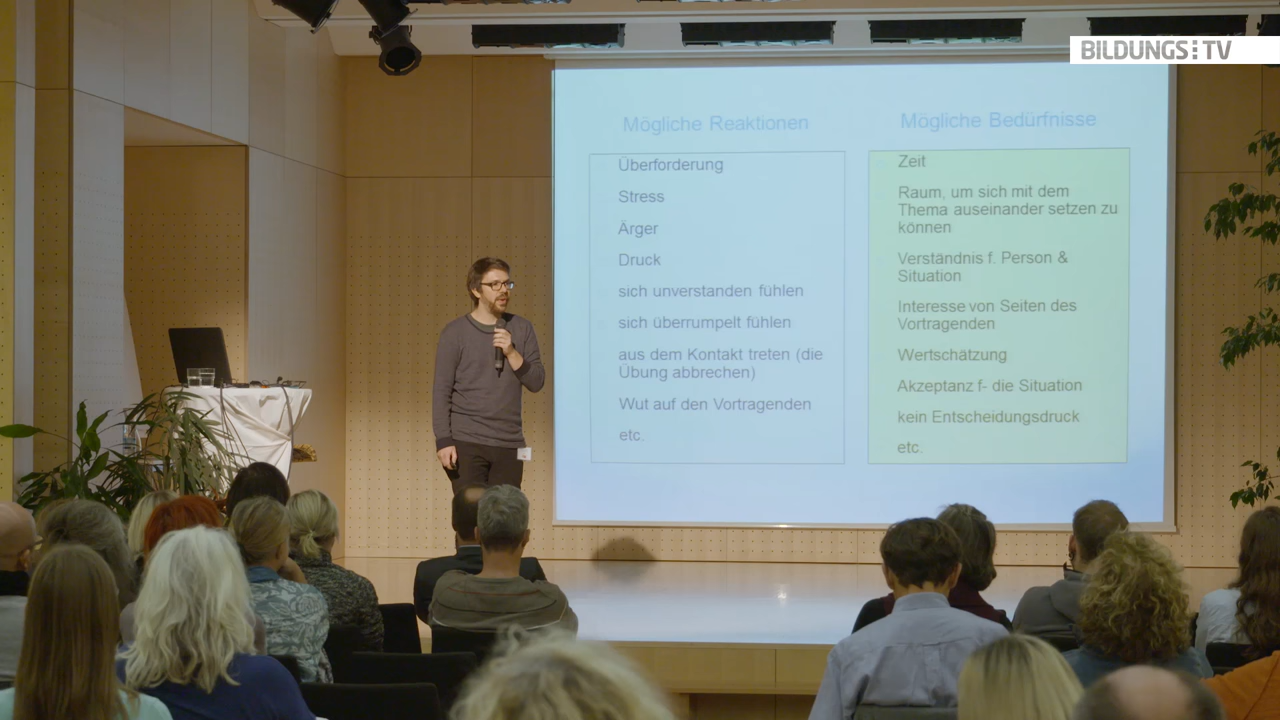 BILDUNGS TV
Mögliche Reaktionen
Überforderung
Stress
Ärger
Druck
sich unverstanden fühlen
sich überrumpelt fühlen
aus dem Kontakt treten (die
Übung abbrechen)
Wut auf den Vortragenden
etc.
Mögliche Bedürfnisse
Zeit
Raum, um sich mit dem
Thema auseinander setzen zu
können
Verständnis f. Person &
Situation
Interesse von Seiten des
Vortragenden
Wertschätzung
Akzeptanz f- die Situation
kein Entscheidungsdruck
etc.